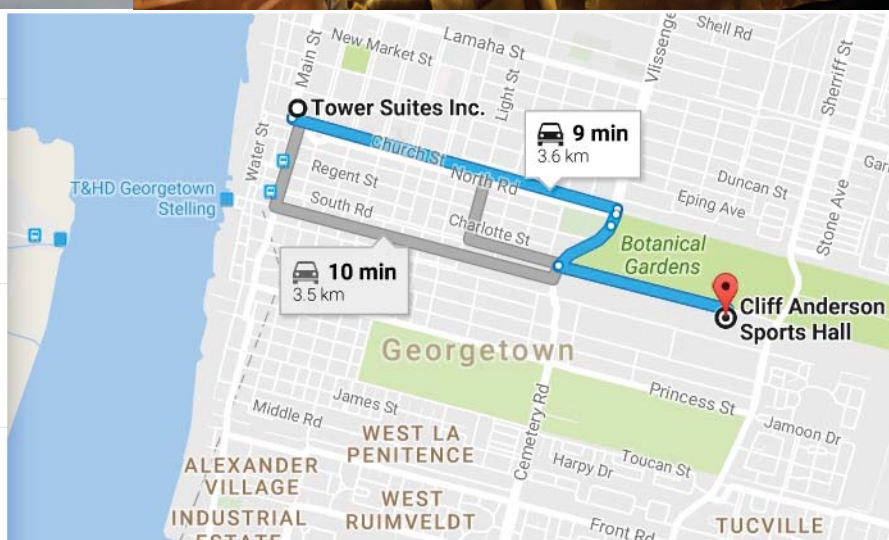 Shell Rd
Main St
New Market St
Lamaha St
Vlissenge
Sherriff St
Light St
Tower Suites Inc.
9 min
3.6 km
Water St
Church St
North Rd
Gar
Regent St
Duncan St
T&HD Georgetown
Stelling
South Rd
Eping Ave
Stone Ave
Charlotte St
Botanical
Gardens
10 min
3.5 km
Cliff Anderson
Sports Hall
Georgetown
Princess St
James St
Middle Rd
Cemetery Rd
Jamoon Dr
WEST LA
PENITENCE
ALEXANDER
VILLAGE
Harpy Dr
Toucan St
WEST
RUIMVELDT
INDUSTRIAL
ESTATE
Front Rd
TUCVILLE